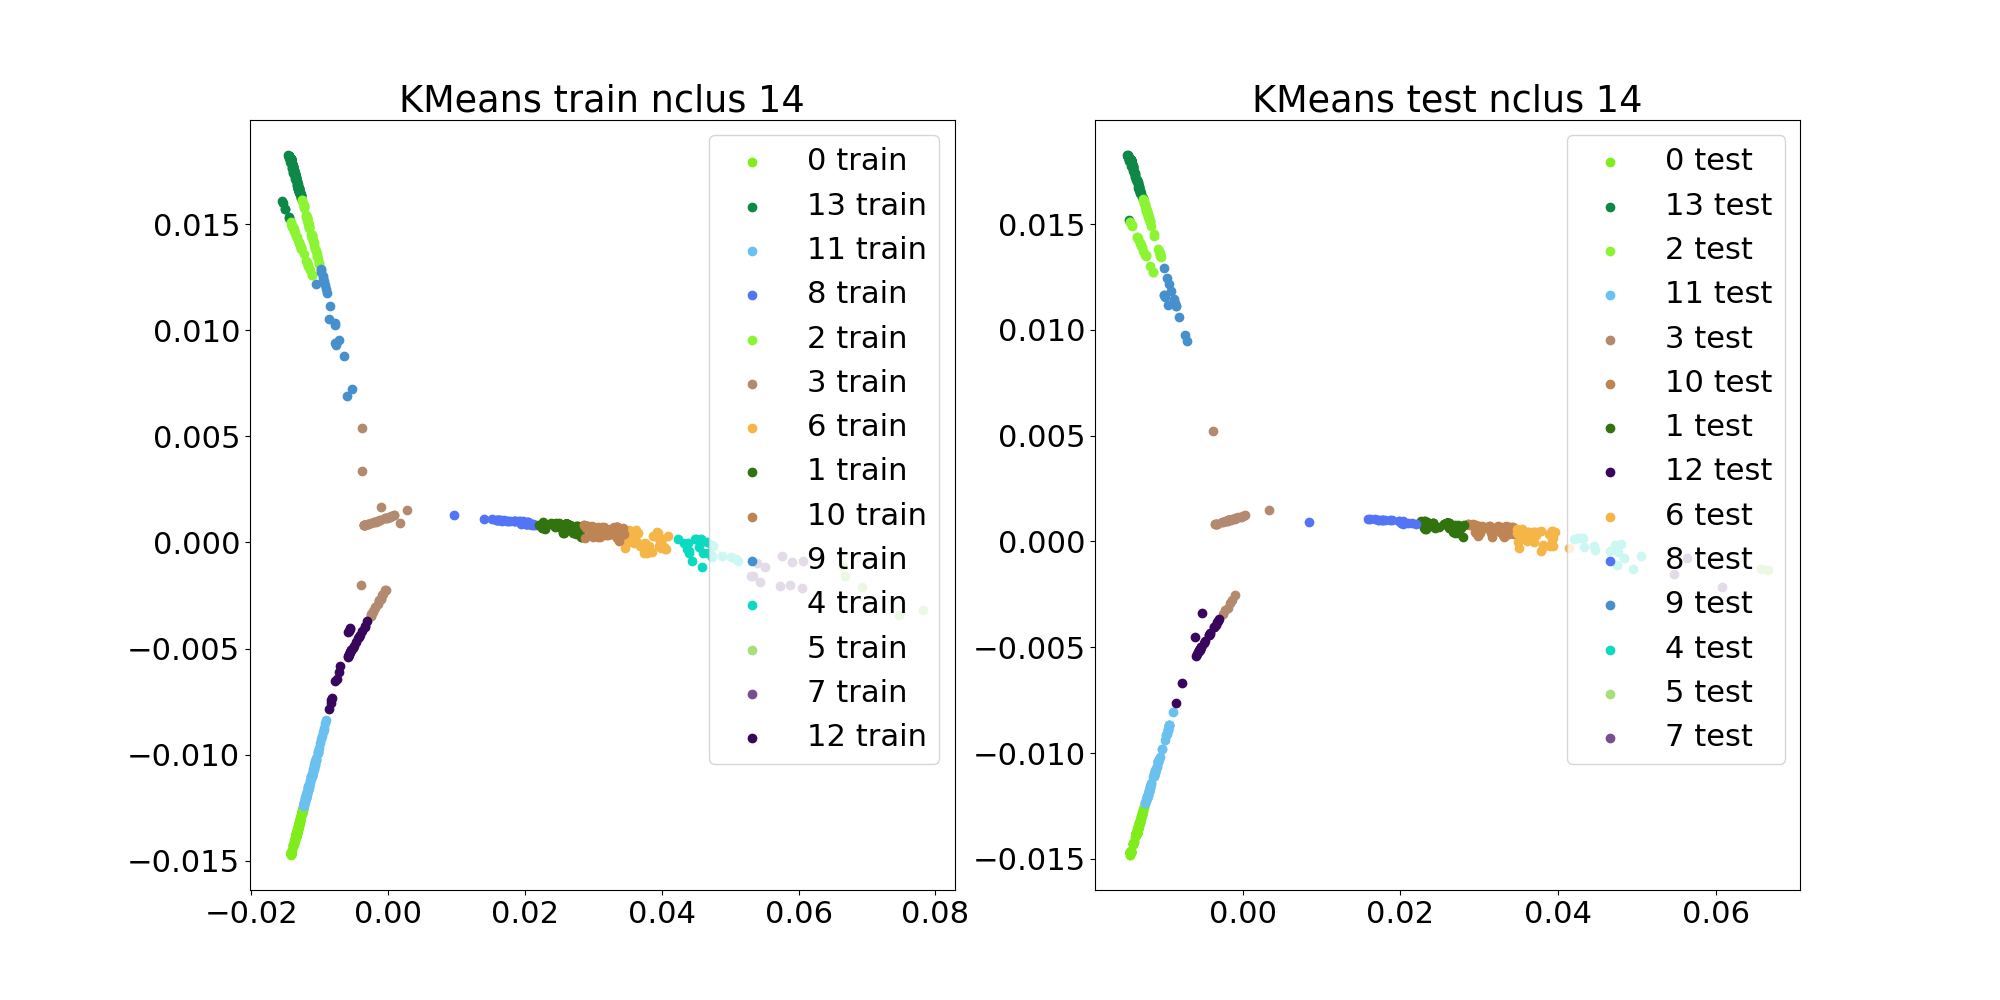 KMeans train nclus 14
0.015
0.010
0.005
0.000
−0.005
−0.010
−0.015
−0.02
0.00
0.02
0.04
0.06
0.08
0 train
13 train
11 train
8 train
2 train
3 train
6 train
1 train
10 train
9 train
4 train
5 train
7 train
12 train
KMeans test nclus 14
0.015
0.010
0.005
0.000
−0.005
−0.010
−0.015
0.00
0.02
0.04
0.06
0 test
13 test
2 test
11 test
3 test
10 test
1 test
12 test
6 test
8 test
9 test
4 test
5 test
7 test